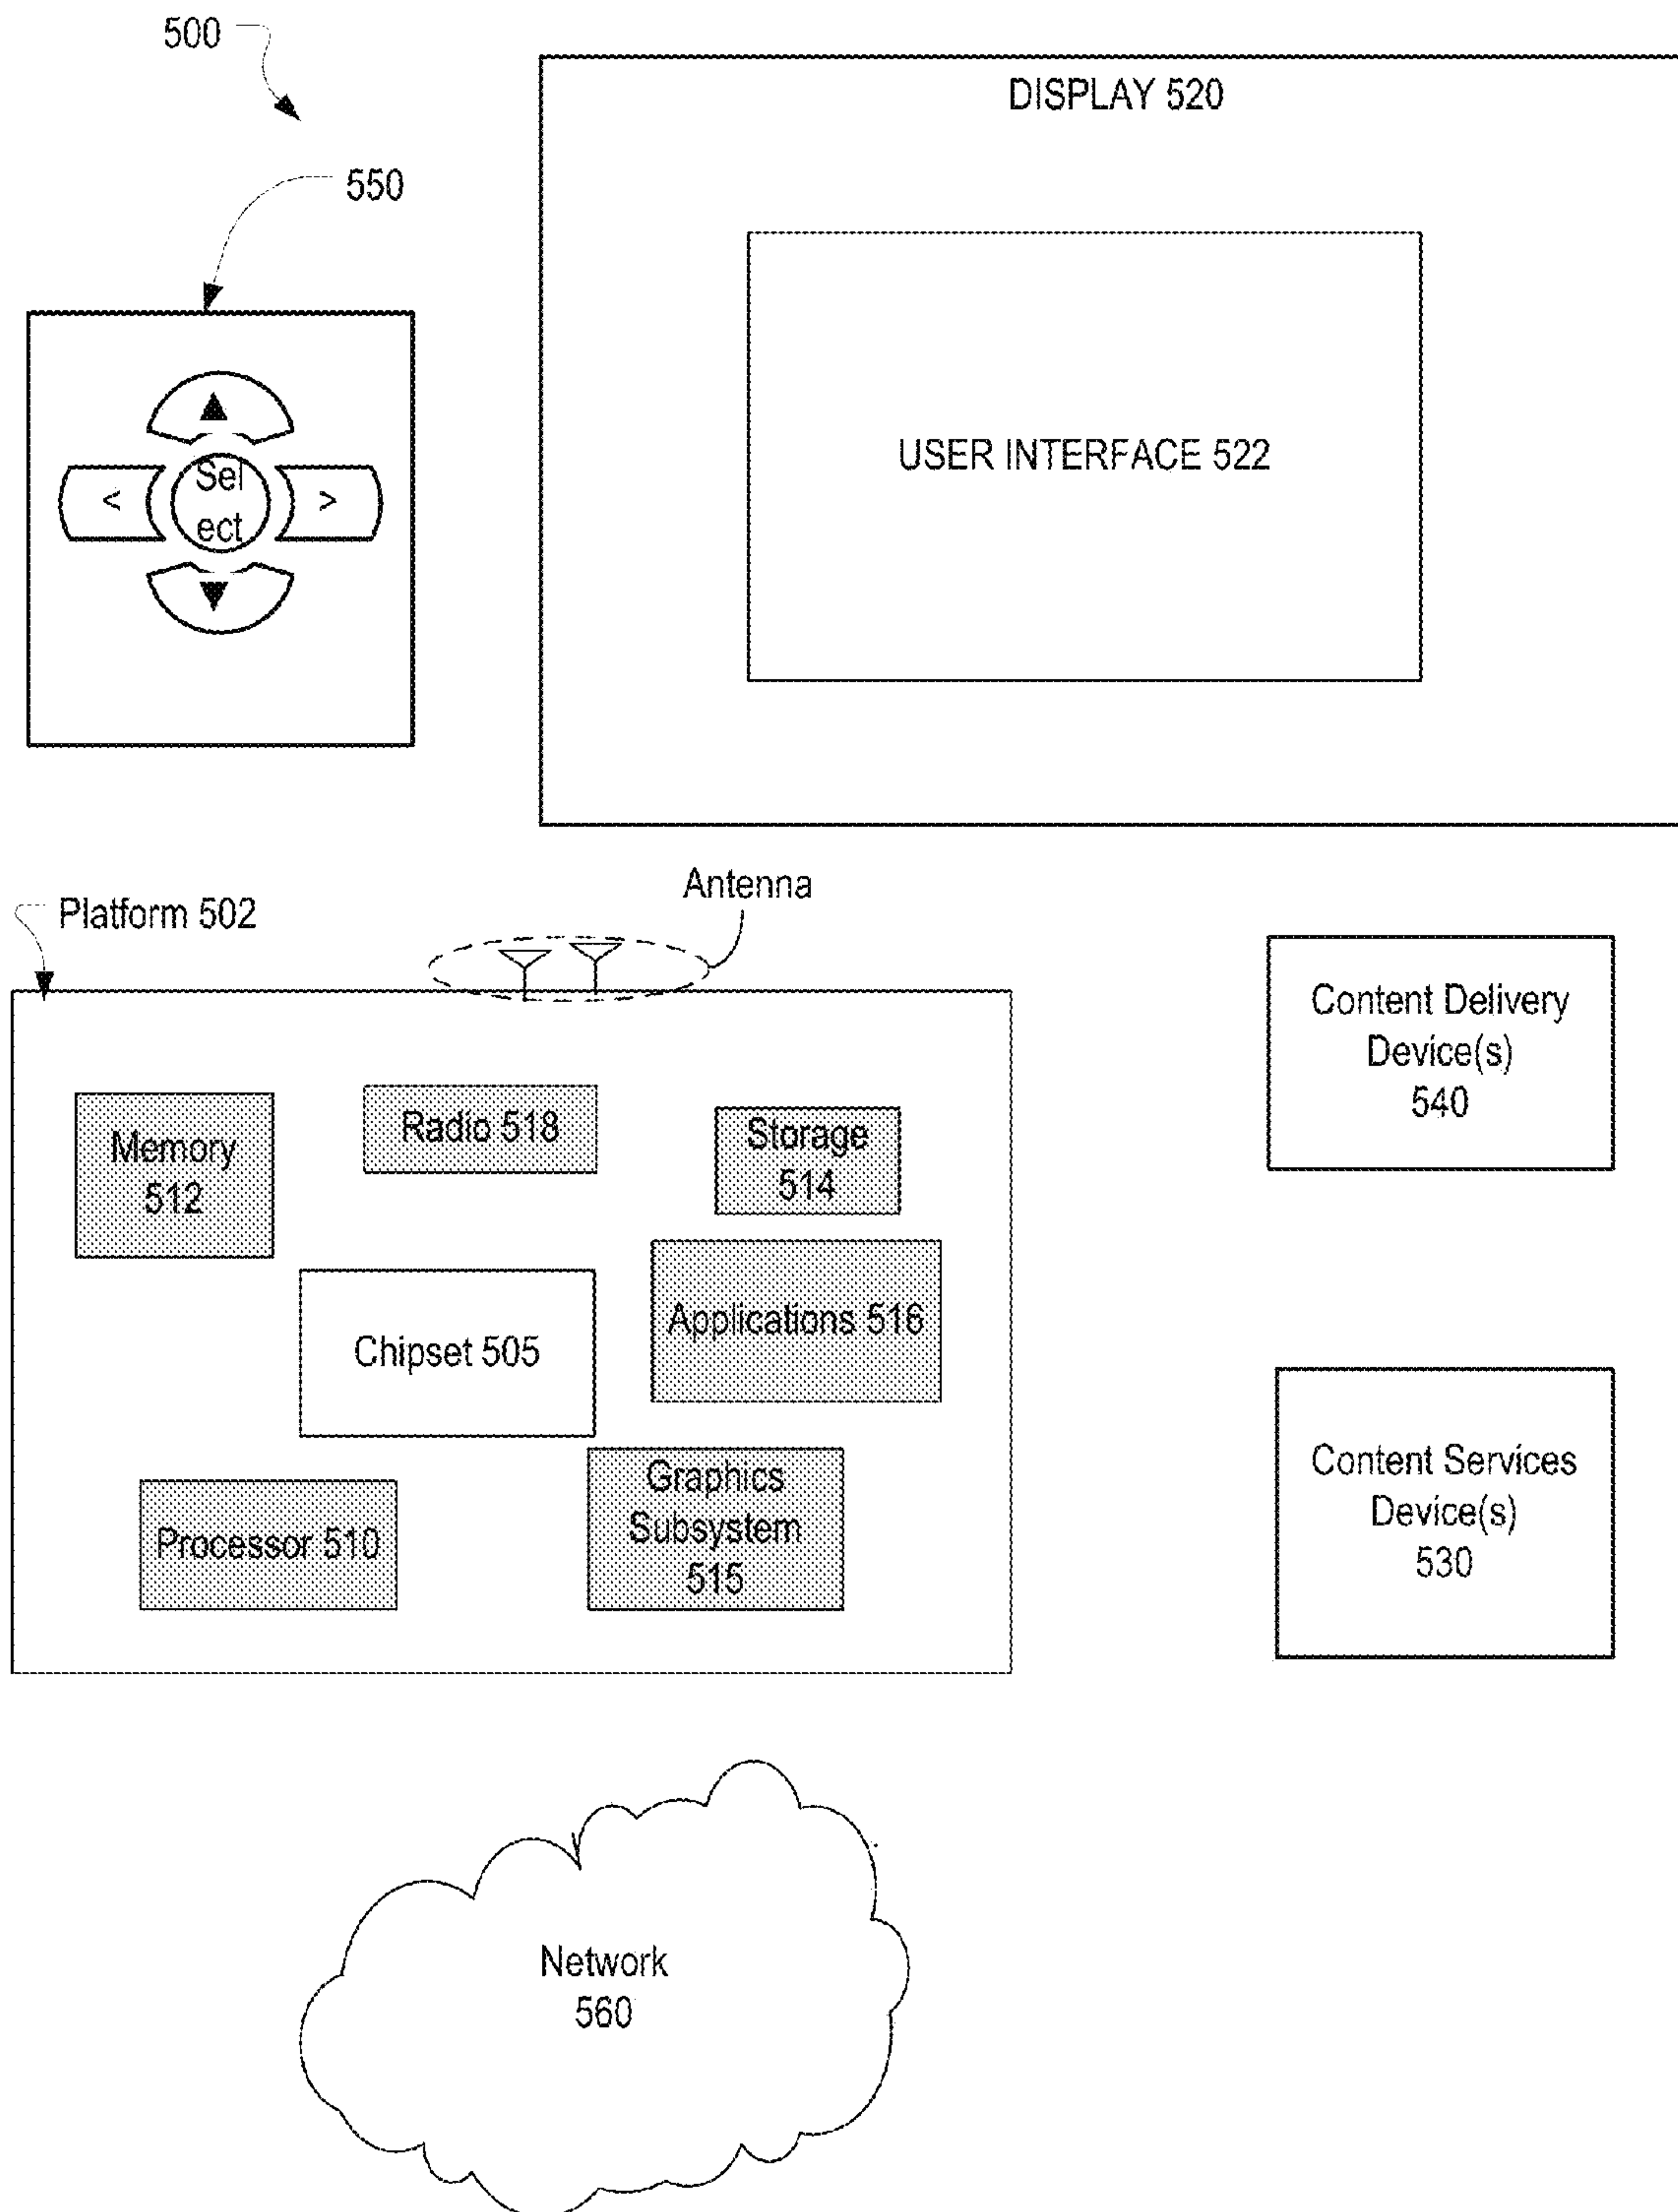 500
DISPLAY 520
550
USER INTERFACE 522
<
Sel
ect
>
Antenna
Platform 502
Content Delivery
Device(s)
540
Memory
512
Radio 518
Storage
514
Chipset 505
Applications 516
Processor 510
Graphics
Subsystem
515
Content Services
Device(s)
530
Network
560